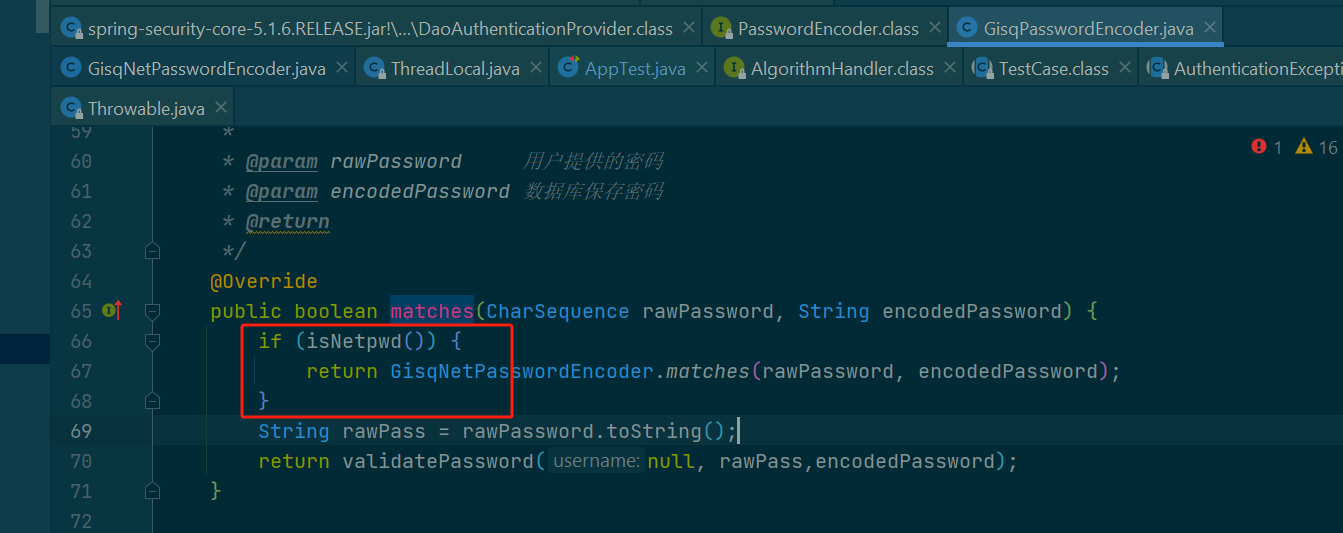 spring-security-core-5.1.6.RELEASE.jar!\...\DaoAuthenticationProvider.class PasswordEncoder.class GisqPasswordEncoder.java
GisqNetPasswordEncoder.java ThreadLocal.java AppTest.java AlgorithmHandler.class TestCase.class AuthenticationExcepti
Throwable.java
59 *
60 * @param rawPassword 用户提供的密码
61 * @param encodedPassword 数据库保存密码
62 * @return
63 */
64 @Override
65 public boolean matches(CharSequence rawPassword, String encodedPassword) {
66 if (isNetpwd()) {
67 return GisqNetPasswordEncoder.matches(rawPassword, encodedPassword);
68 }
69 String rawPass = rawPassword.toString();
70 return validatePassword( username: null, rawPass,encodedPassword);
71 }
72
1 16